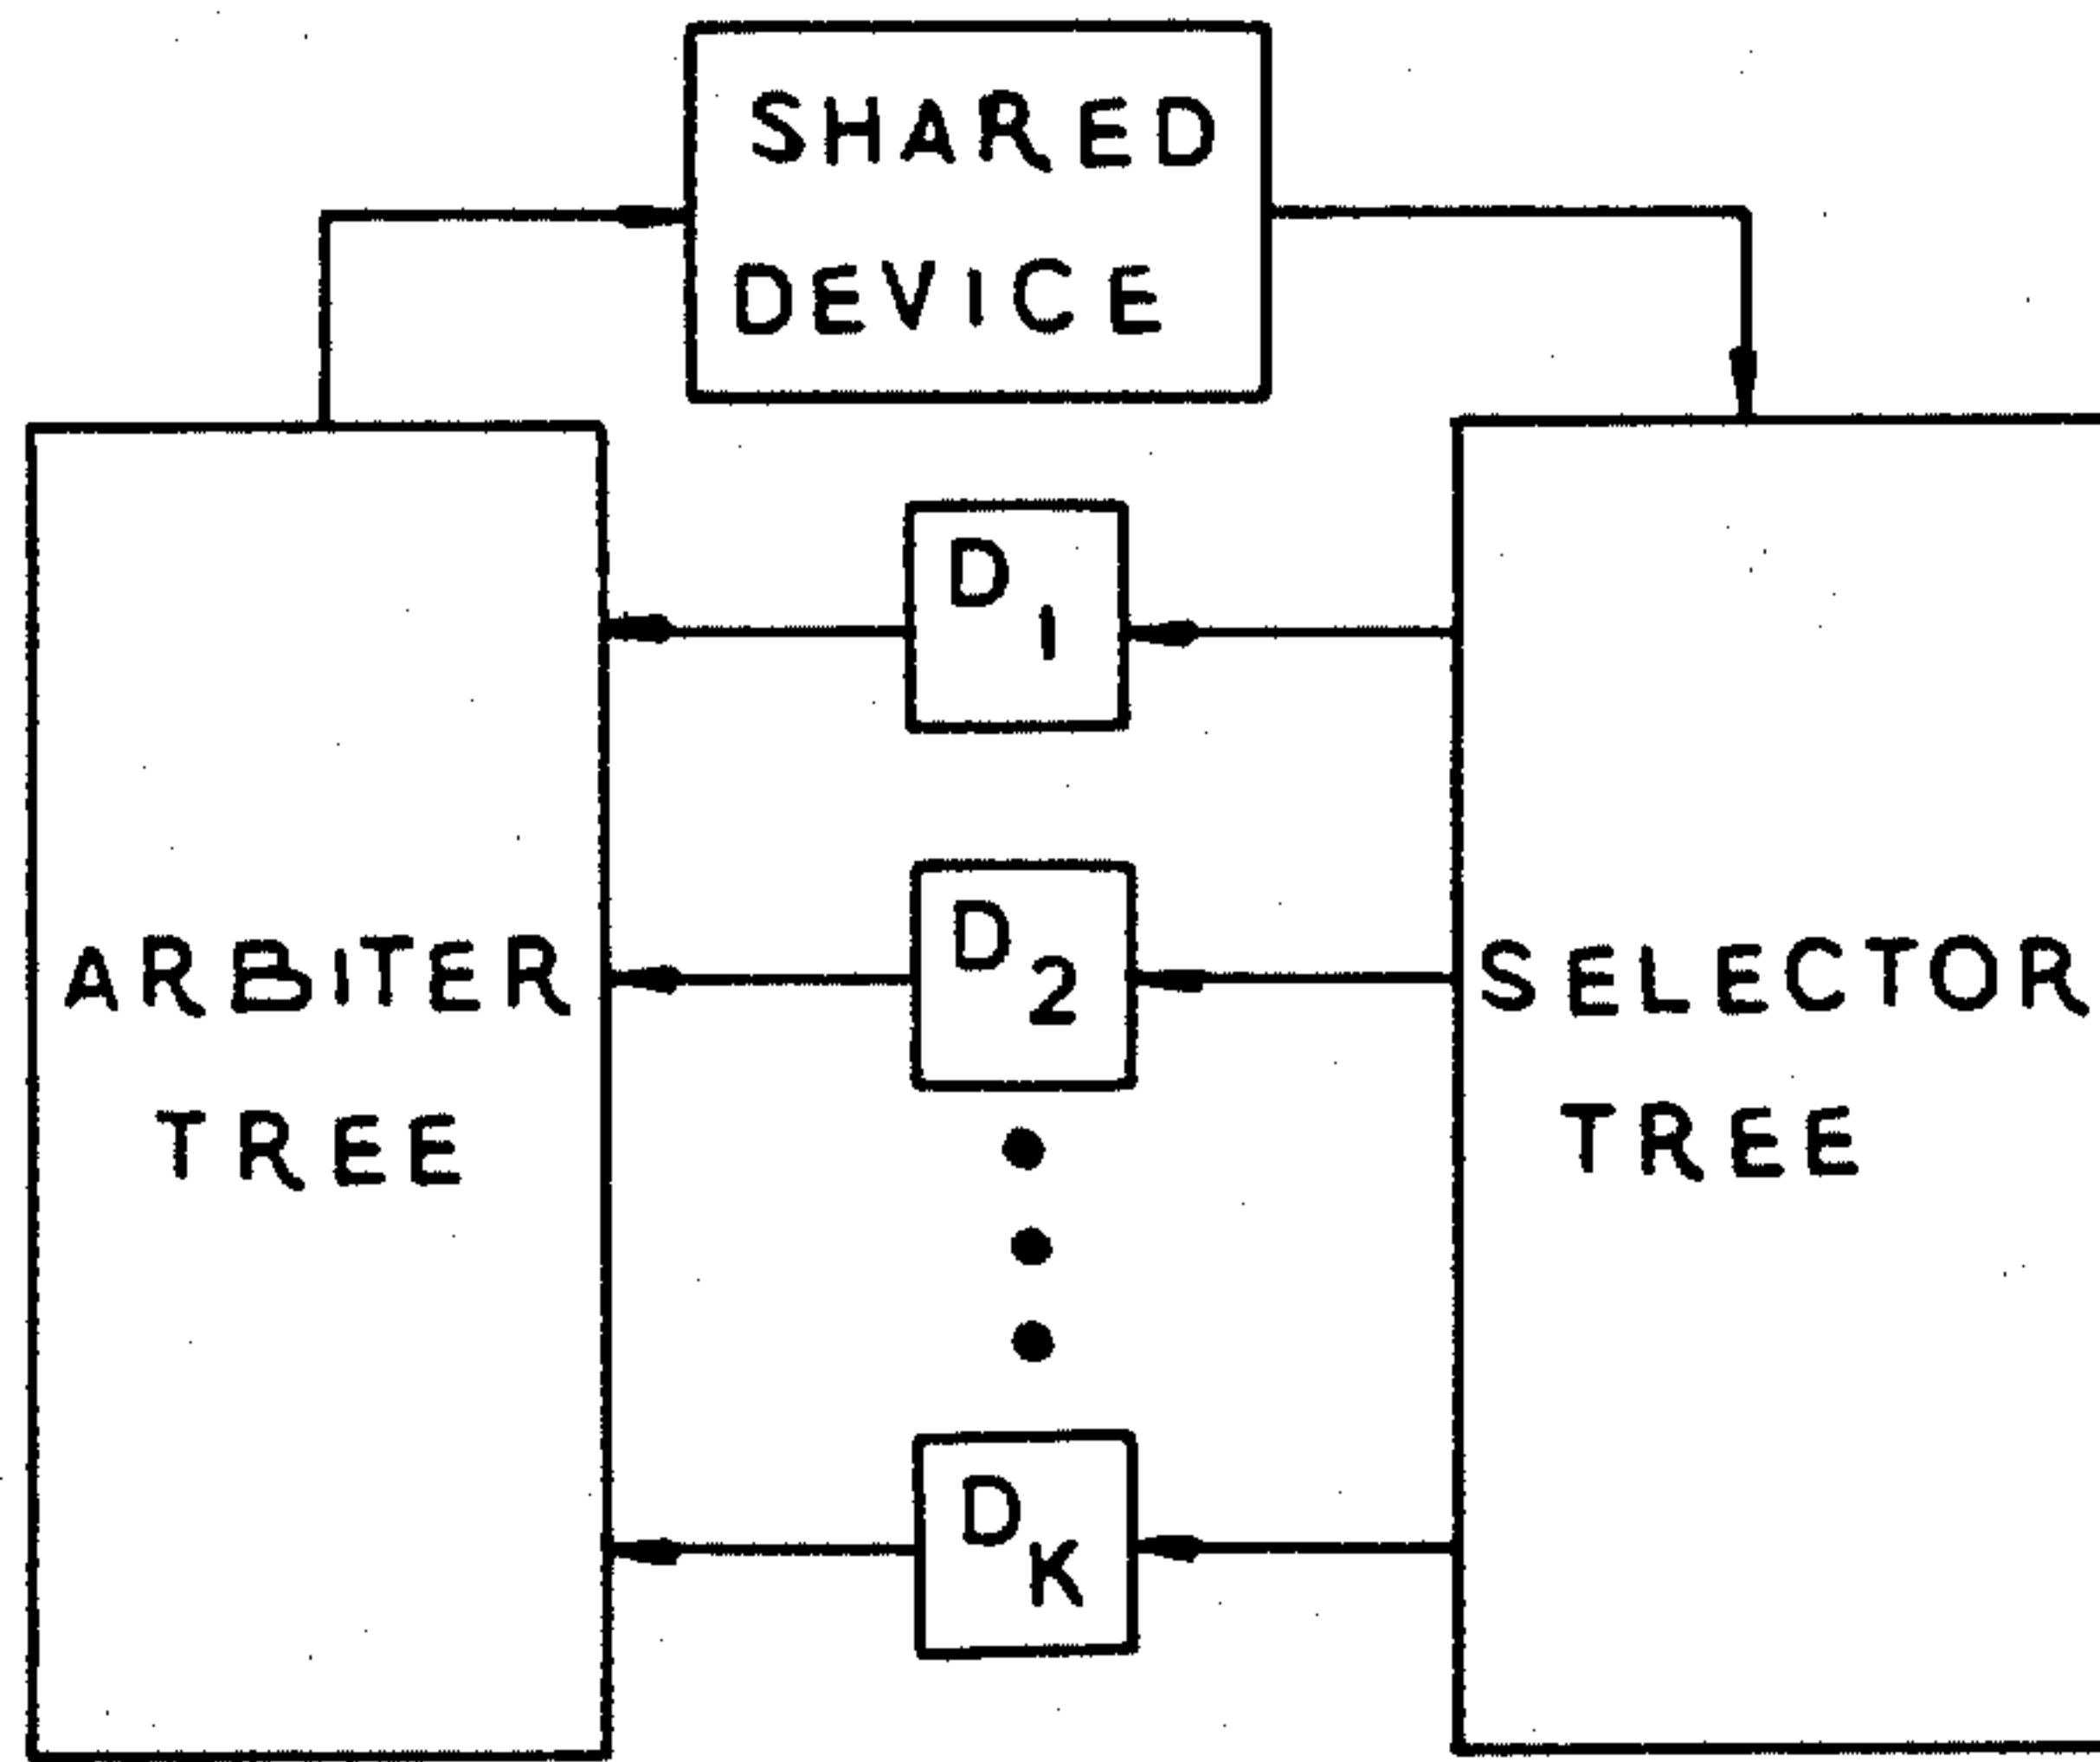 SHARED
DEVICE
D1
ARBITER
TREE
D2
SELECTOR
TREE
DK